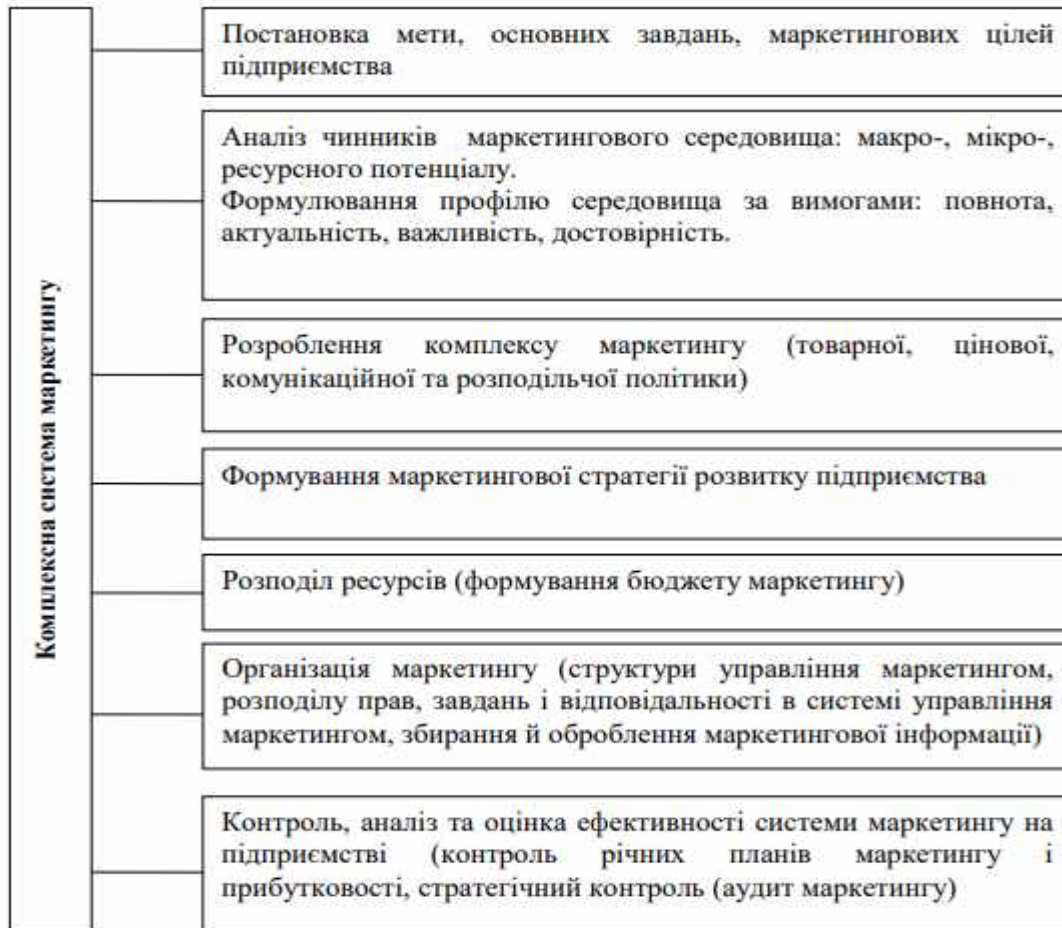 Комплексна система маркетингу
Постановка мети, основних завдань, маркетингових цілей
підприємства
Аналіз чинників маркетингового середовища: макро-, мікро-,
ресурсного потенціалу.
Формулювання профілю середовища за вимогами: повнота,
актуальність, важливість, достовірність.
Розроблення комплексу маркетингу (товарної, цінової,
комунікаційної та розподільчої політики)
Формування маркетингової стратегії розвитку підприємства
Розподіл ресурсів (формування бюджету маркетингу)
Організація маркетингу (структури управління маркетингом,
розподілу прав, завдань і відповідальності в системі управління
маркетингом, збирання й оброблення маркетингової інформації)
Контроль, аналіз та оцінка ефективності системи маркетингу на
підприємстві (контроль річних планів маркетингу і
прибутковості, стратегічний контроль (аудит маркетингу)